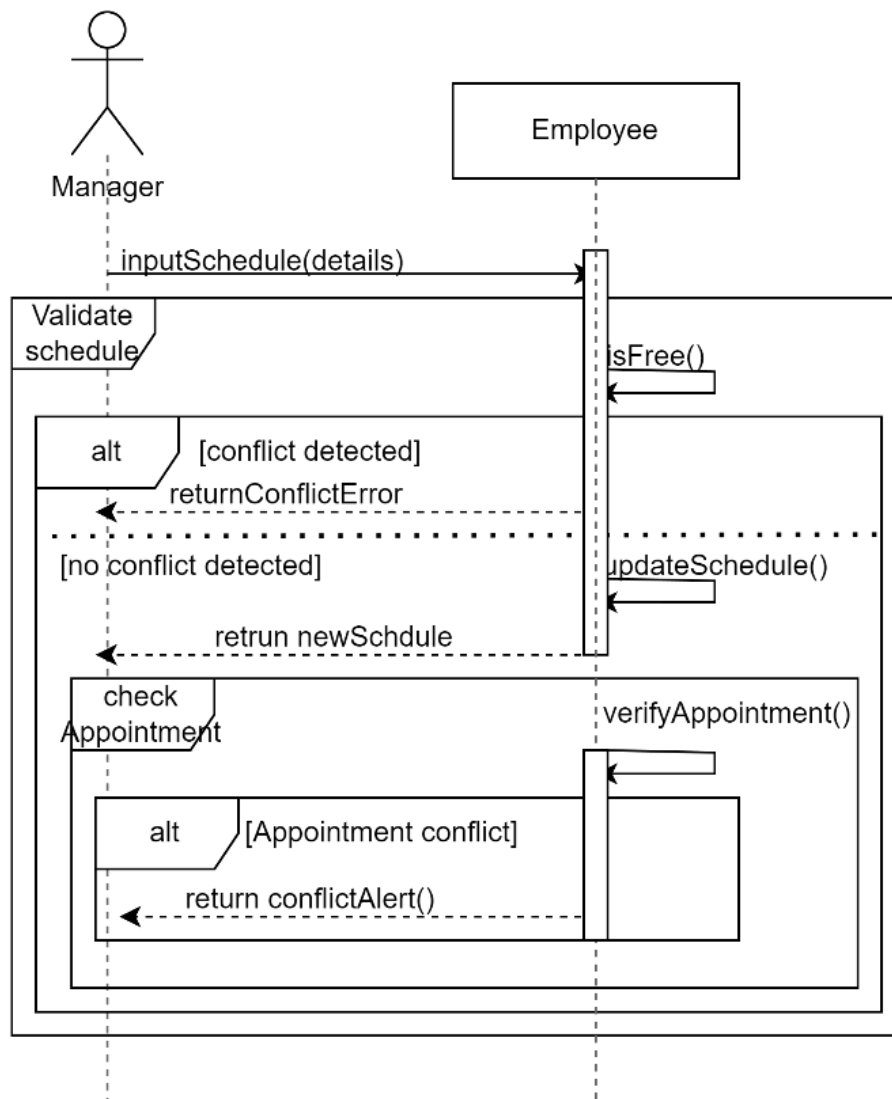 Manager
Employee
inputSchedule(details)
Validate
schedule
isFree()
alt
[conflict detected]
returnConflictError
[no conflict detected]
updateSchedule()
retrun newSchdule
check
Appointment
verifyAppointment()
alt
[Appointment conflict]
return conflictAlert()